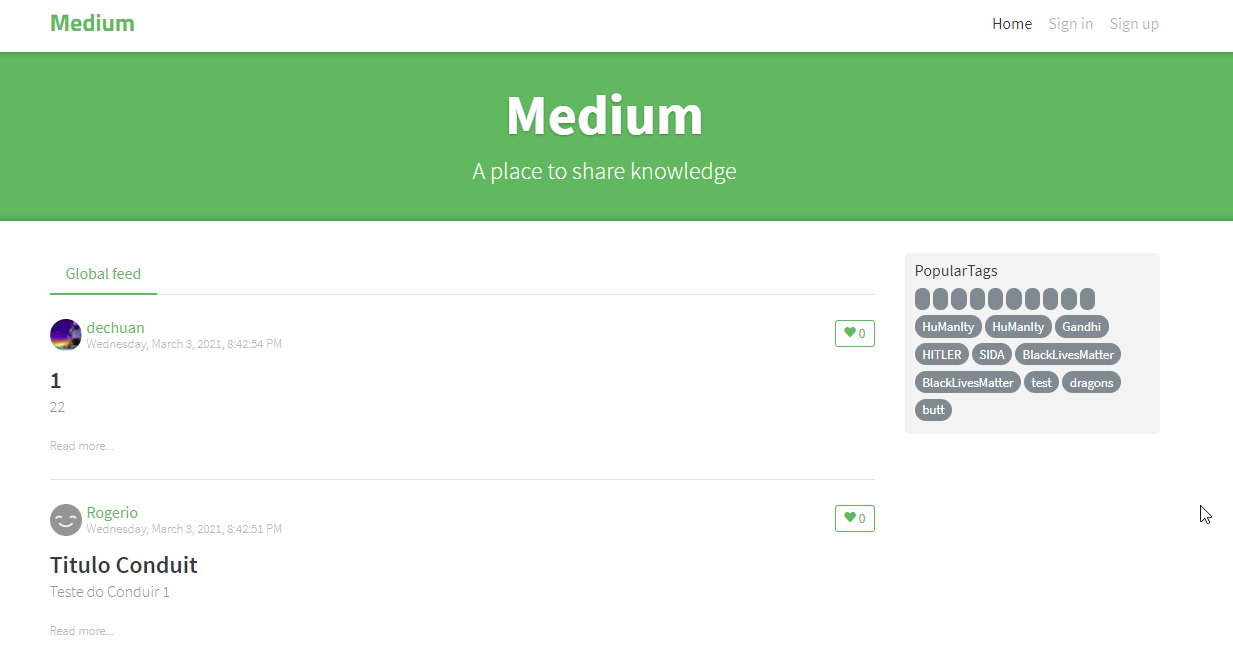 Medium
Home Sign in Sign up
Medium
A place to share knowledge
Global feed
dechuan
Wednesday, March 3, 2021, 8:42:54 PM
0
1
22
Read more...
Rogerio
Wednesday, March 3, 2021, 8:42:51 PM
0
Titulo Conduit
Teste do Conduir 1
Read more...
PopularTags
HuManIty HuManIty Gandhi
HITLER SIDA BlackLivesMatter
BlackLivesMatter test dragons
butt